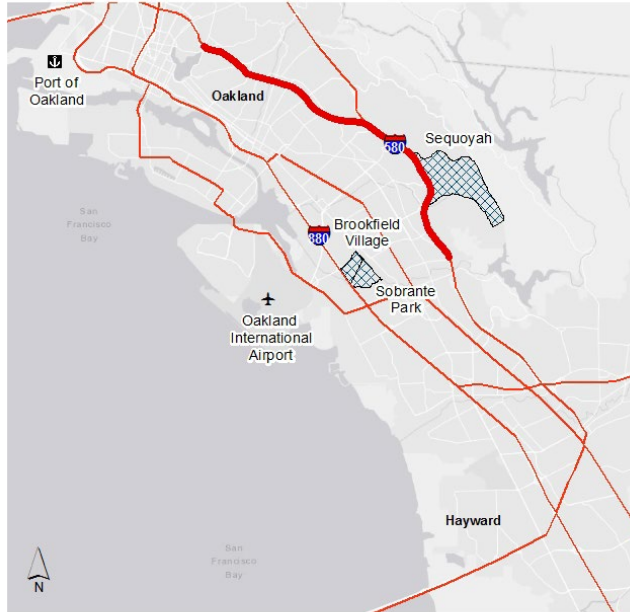 Port of
Oakland
Oakland
580
Sequoyah
San
Francisco
Bay
880
Brookfield
Village
Sobrante
Park
Oakland
International
Airport
Hayward
San
Francisco
Bay
N